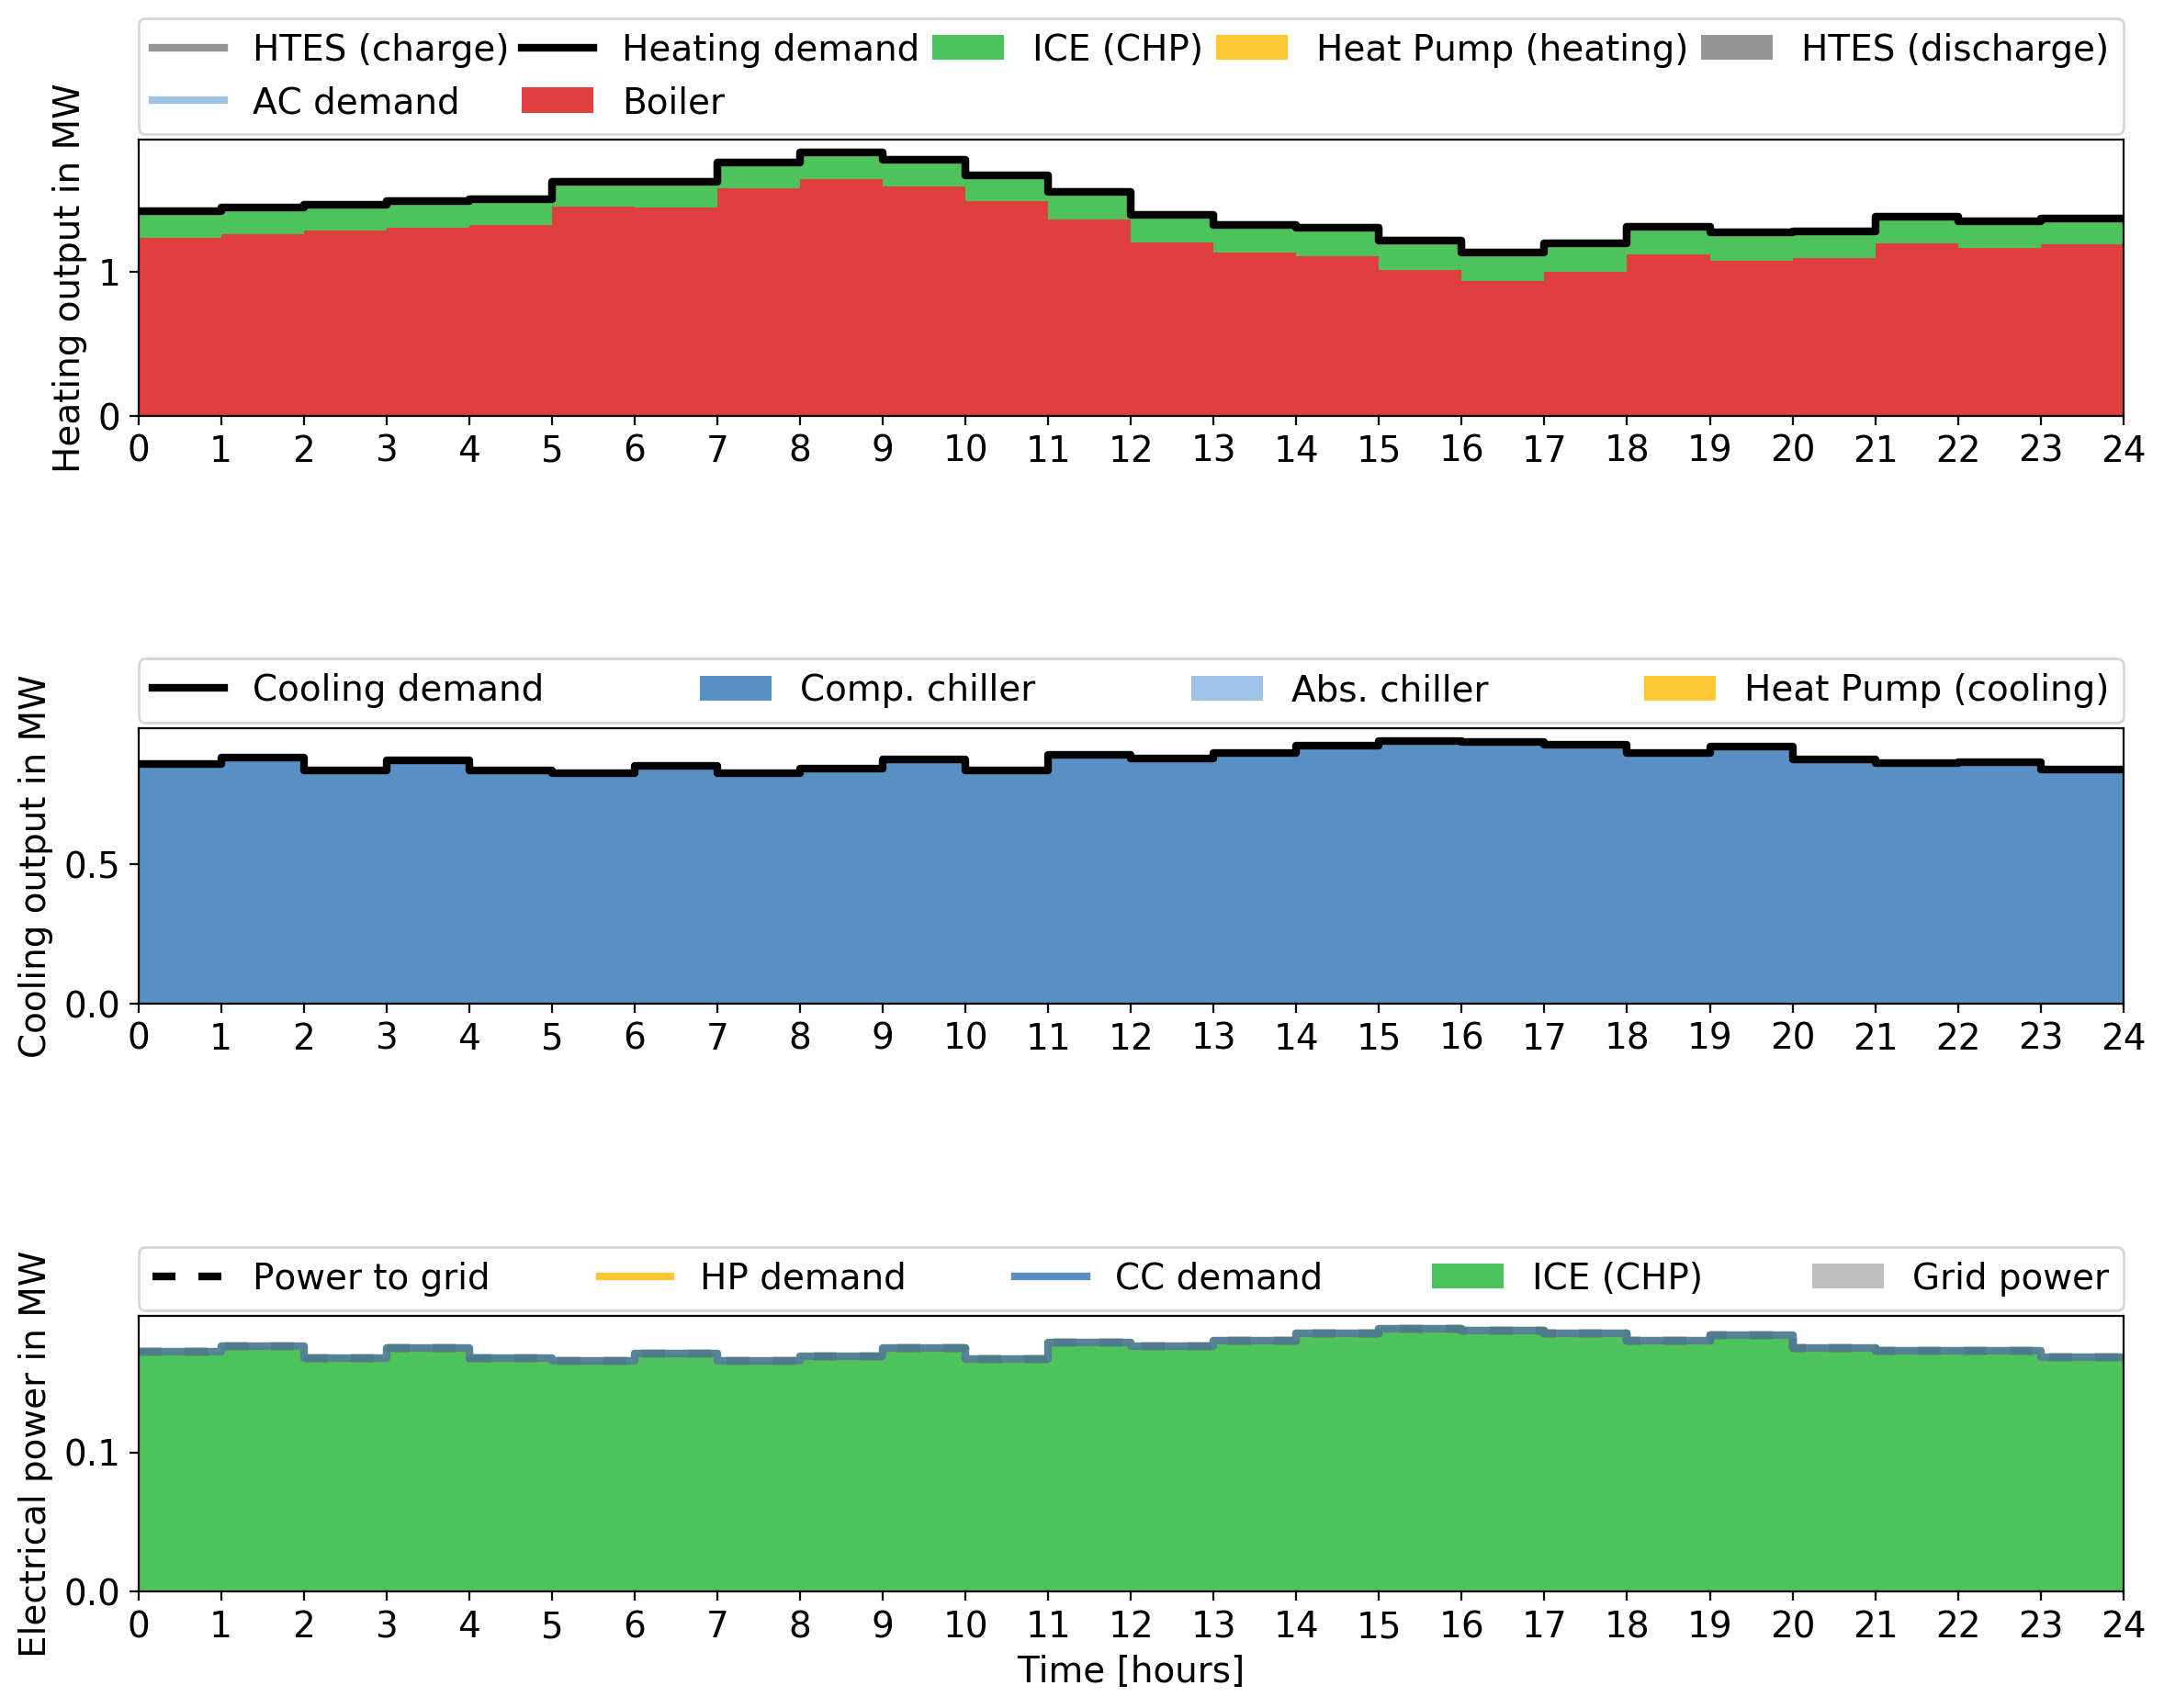 HTES (charge) Heating demand ICE (CHP) Heat Pump (heating) HTES (discharge)
AC demand Boiler
Heating output in MW
1
0
0 1 2 3 4 5 6 7 8 9 10 11 12 13 14 15 16 17 18 19 20 21 22 23 24
Cooling demand Comp. chiller Abs. chiller Heat Pump (cooling)
Cooling output in MW
0.5
0.0
0 1 2 3 4 5 6 7 8 9 10 11 12 13 14 15 16 17 18 19 20 21 22 23 24
Power to grid HP demand CC demand ICE (CHP) Grid power
Electrical power in MW
0.1
0.0
0 1 2 3 4 5 6 7 8 9 10 11 12 13 14 15 16 17 18 19 20 21 22 23 24
Time [hours]